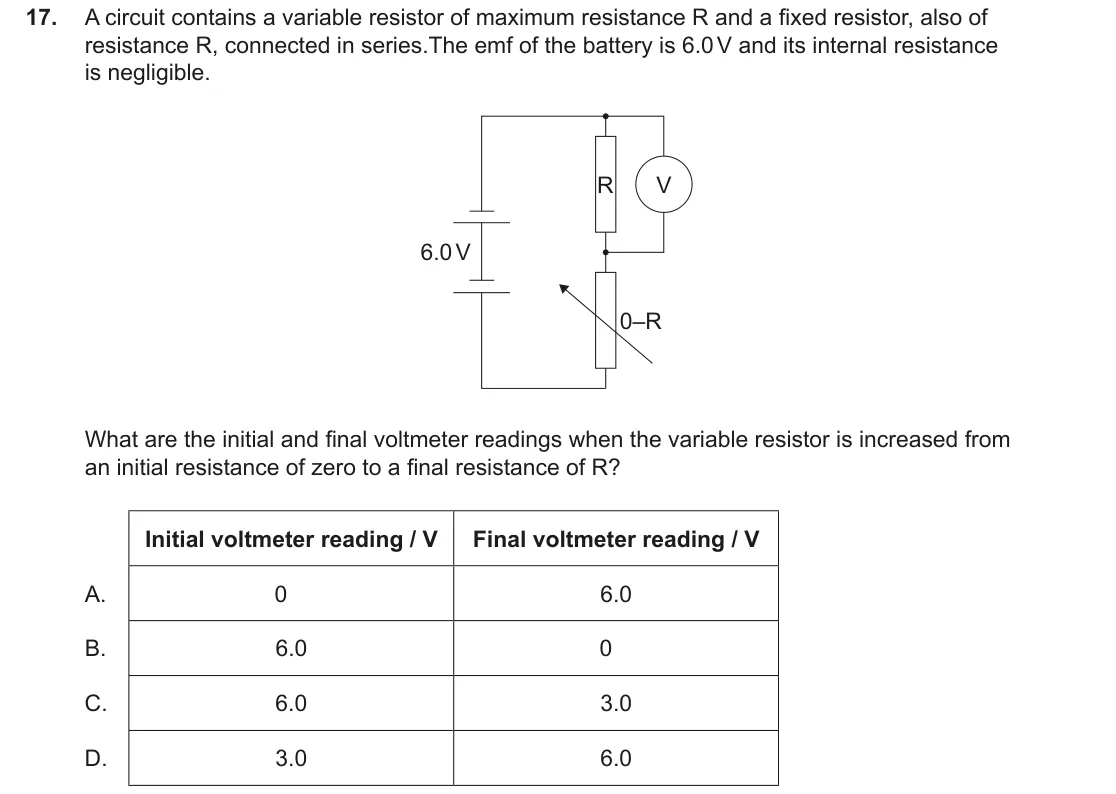 17. A circuit contains a variable resistor of maximum resistance R and a fixed resistor, also of
resistance R, connected in series.The emf of the battery is 6.0V and its internal resistance
is negligible.
R V
6.0V
0–R
What are the initial and final voltmeter readings when the variable resistor is increased from
an initial resistance of zero to a final resistance of R?
Initial voltmeter reading / V Final voltmeter reading / V
A. 0 6.0
B. 6.0 0
C. 6.0 3.0
D. 3.0 6.0